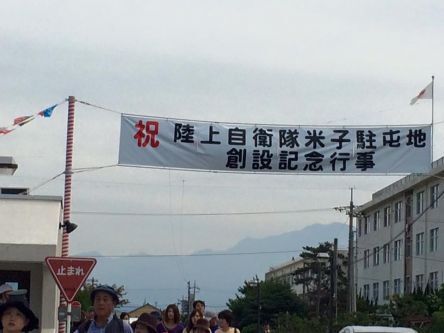 祝 陸上自衛隊米子駐屯地
創設記念行事
止まれ